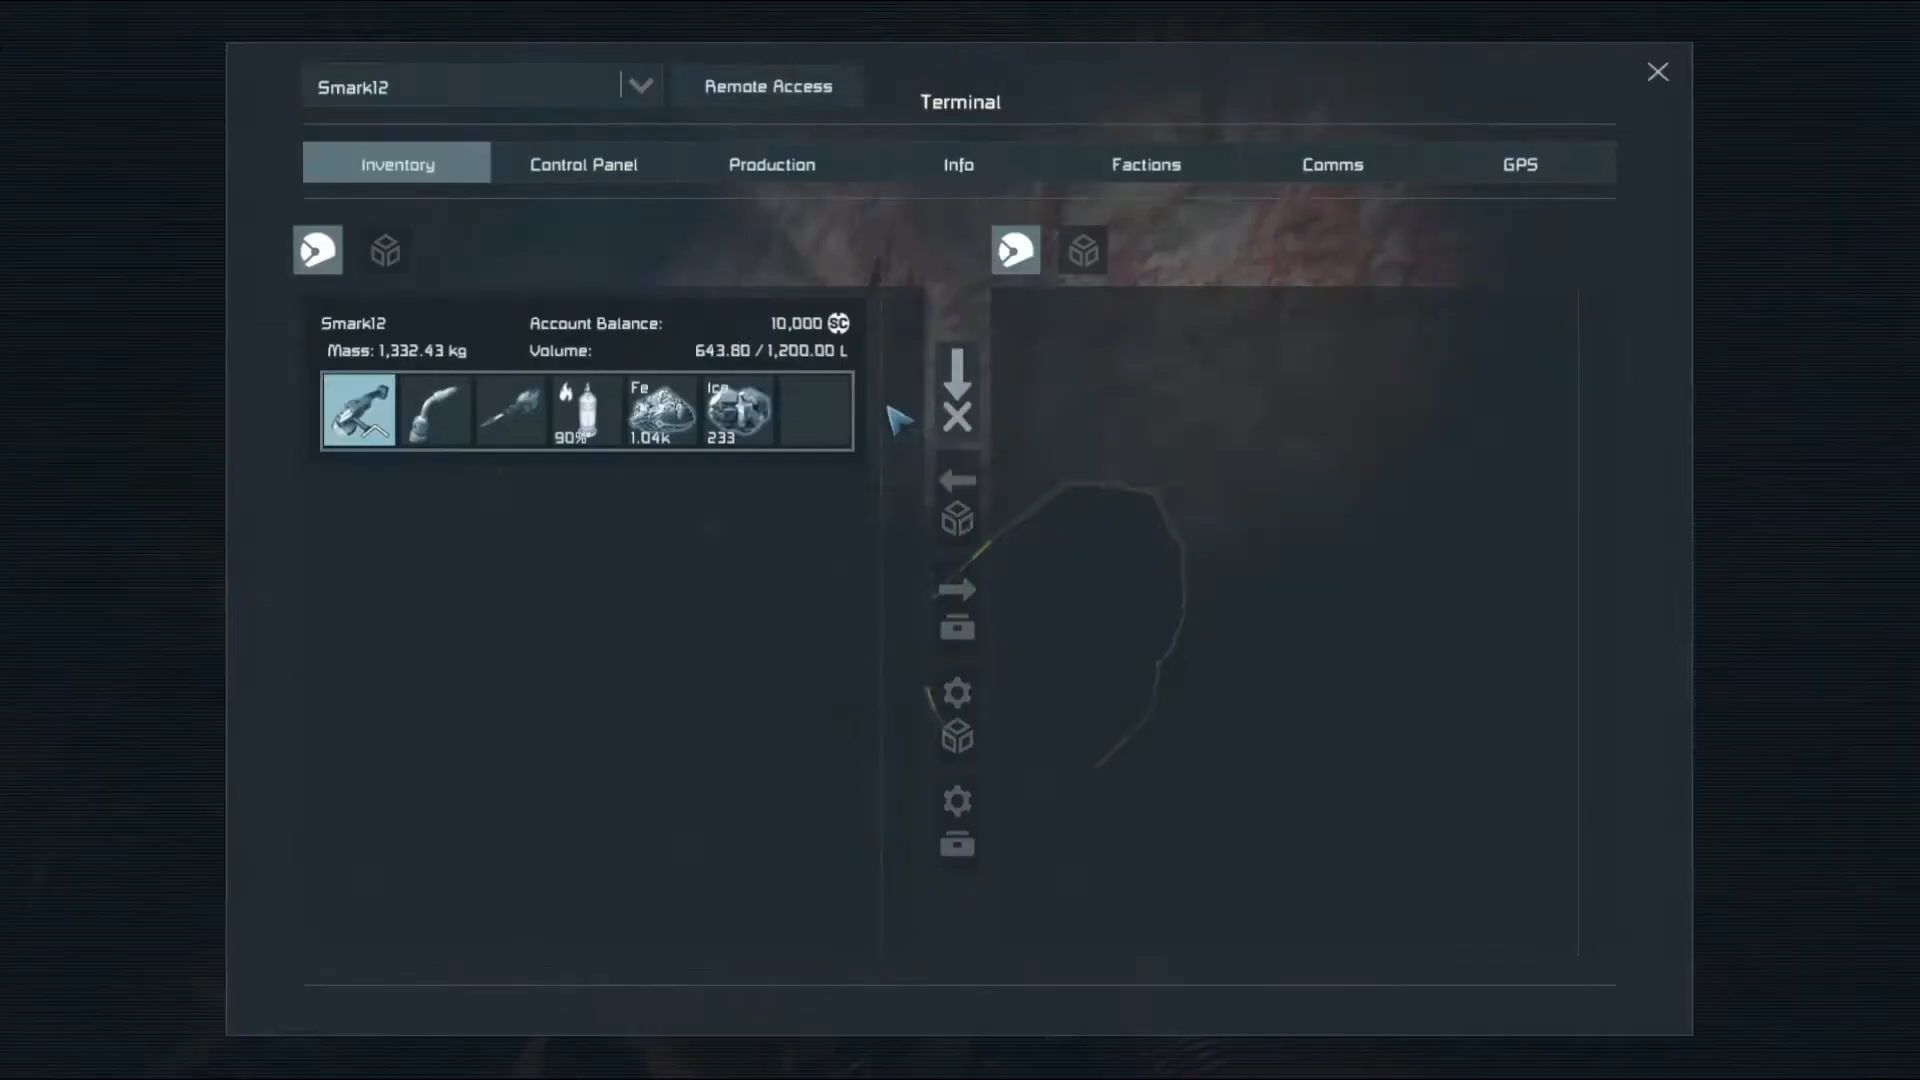 Smark12
Remote Access
Terminal
Inventory
Control Panel
Production
Info
Factions
Comms
GPS
Smark12
Account Balance:
10,000 SC
Mass: 1,332.43 kg
Volume:
643.80 / 1,200.00 L
90%
Fe
1.04k
Ice
233